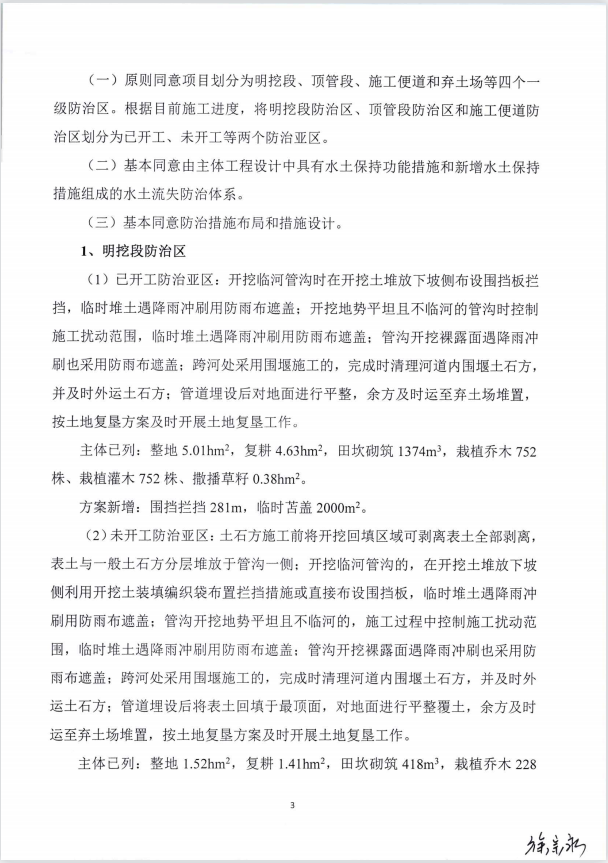 （一）原则同意项目划分为明挖段、顶管段、施工便道和弃土场等四个一
级防治区。根据目前施工进度，将明挖段防治区、顶管段防治区和施工便道防
治区划分为已开工、未开工等两个防治亚区。
（二）基本同意由主体工程设计中具有水土保持功能措施和新增水土保持
措施组成的水土流失防治体系。
（三）基本同意防治措施布局和措施设计。
1、明挖段防治区
（1）已开工防治亚区：开挖临河管沟时在开挖土堆放下坡侧布设围挡板拦
挡，临时堆土遇降雨冲刷用防雨布遮盖；开挖地势平坦且不临河的管沟时控制
施工扰动范围，临时堆土遇降雨冲刷用防雨布遮盖；管沟开挖裸露面遇降雨冲
刷也采用防雨布遮盖；跨河处采用围堰施工的，完成时清理河道内围堰土石方，
并及时外运土石方；管道埋设后对地面进行平整，余方及时运至弃土场堆置，
按土地复垦方案及时开展土地复垦工作。
主体已列：整地 5.01hm²，复耕 4.63hm²，田坎砌筑 1374m³，栽植乔木 752
株、栽植灌木 752 株、撒播草籽 0.38hm²。
方案新增：围挡拦挡 281m，临时苫盖 2000m²。
（2）未开工防治亚区：土石方施工前将开挖回填区域可剥离表土全部剥离，
表土与一般土石方分层堆放于管沟一侧；开挖临河管沟的，在开挖土堆放下坡
侧利用开挖土装填编织袋布置拦挡措施或直接布设围挡板，临时堆土遇降雨冲
刷用防雨布遮盖；管沟开挖地势平坦且不临河的，施工过程中控制施工扰动范
围，临时堆土遇降雨冲刷用防雨布遮盖；管沟开挖裸露面遇降雨冲刷也采用防
雨布遮盖；跨河处采用围堰施工的，完成时清理河道内围堰土石方，并及时外
运土石方；管道埋设后将表土回填于最顶面，对地面进行平整覆土，余方及时
运至弃土场堆置，按土地复垦方案及时开展土地复垦工作。
主体已列：整地 1.52hm²，复耕 1.41hm²，田坎砌筑 418m³，栽植乔木 228
3